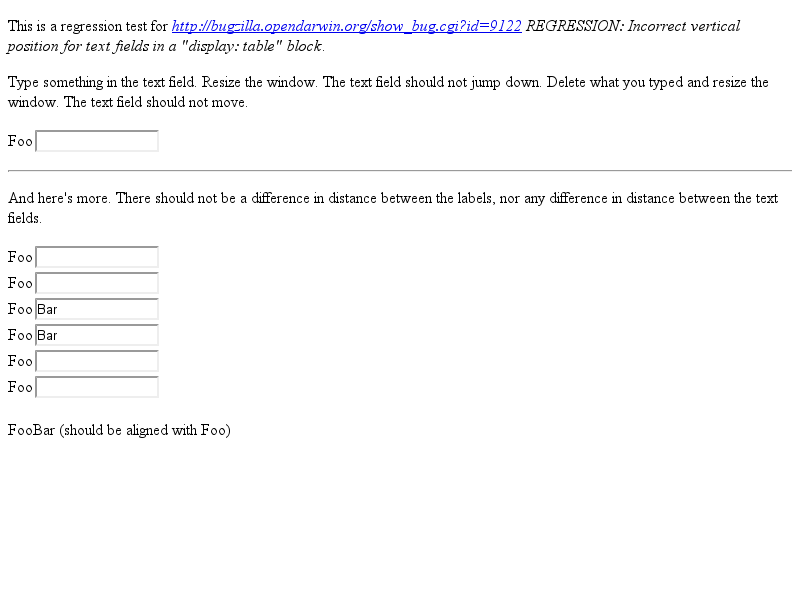 This is a regression test for http://bugzilla.opendarwin.org/show_bug.cgi?id=9122 REGRESSION: Incorrect vertical
position for text fields in a "display: table" block.
Type something in the text field. Resize the window. The text field should not jump down. Delete what you typed and resize the
window. The text field should not move.
Foo
And here's more. There should not be a difference in distance between the labels, nor any difference in distance between the text
fields.
Foo
Foo
Foo Bar
Foo Bar
Foo
Foo
FooBar (should be aligned with Foo)